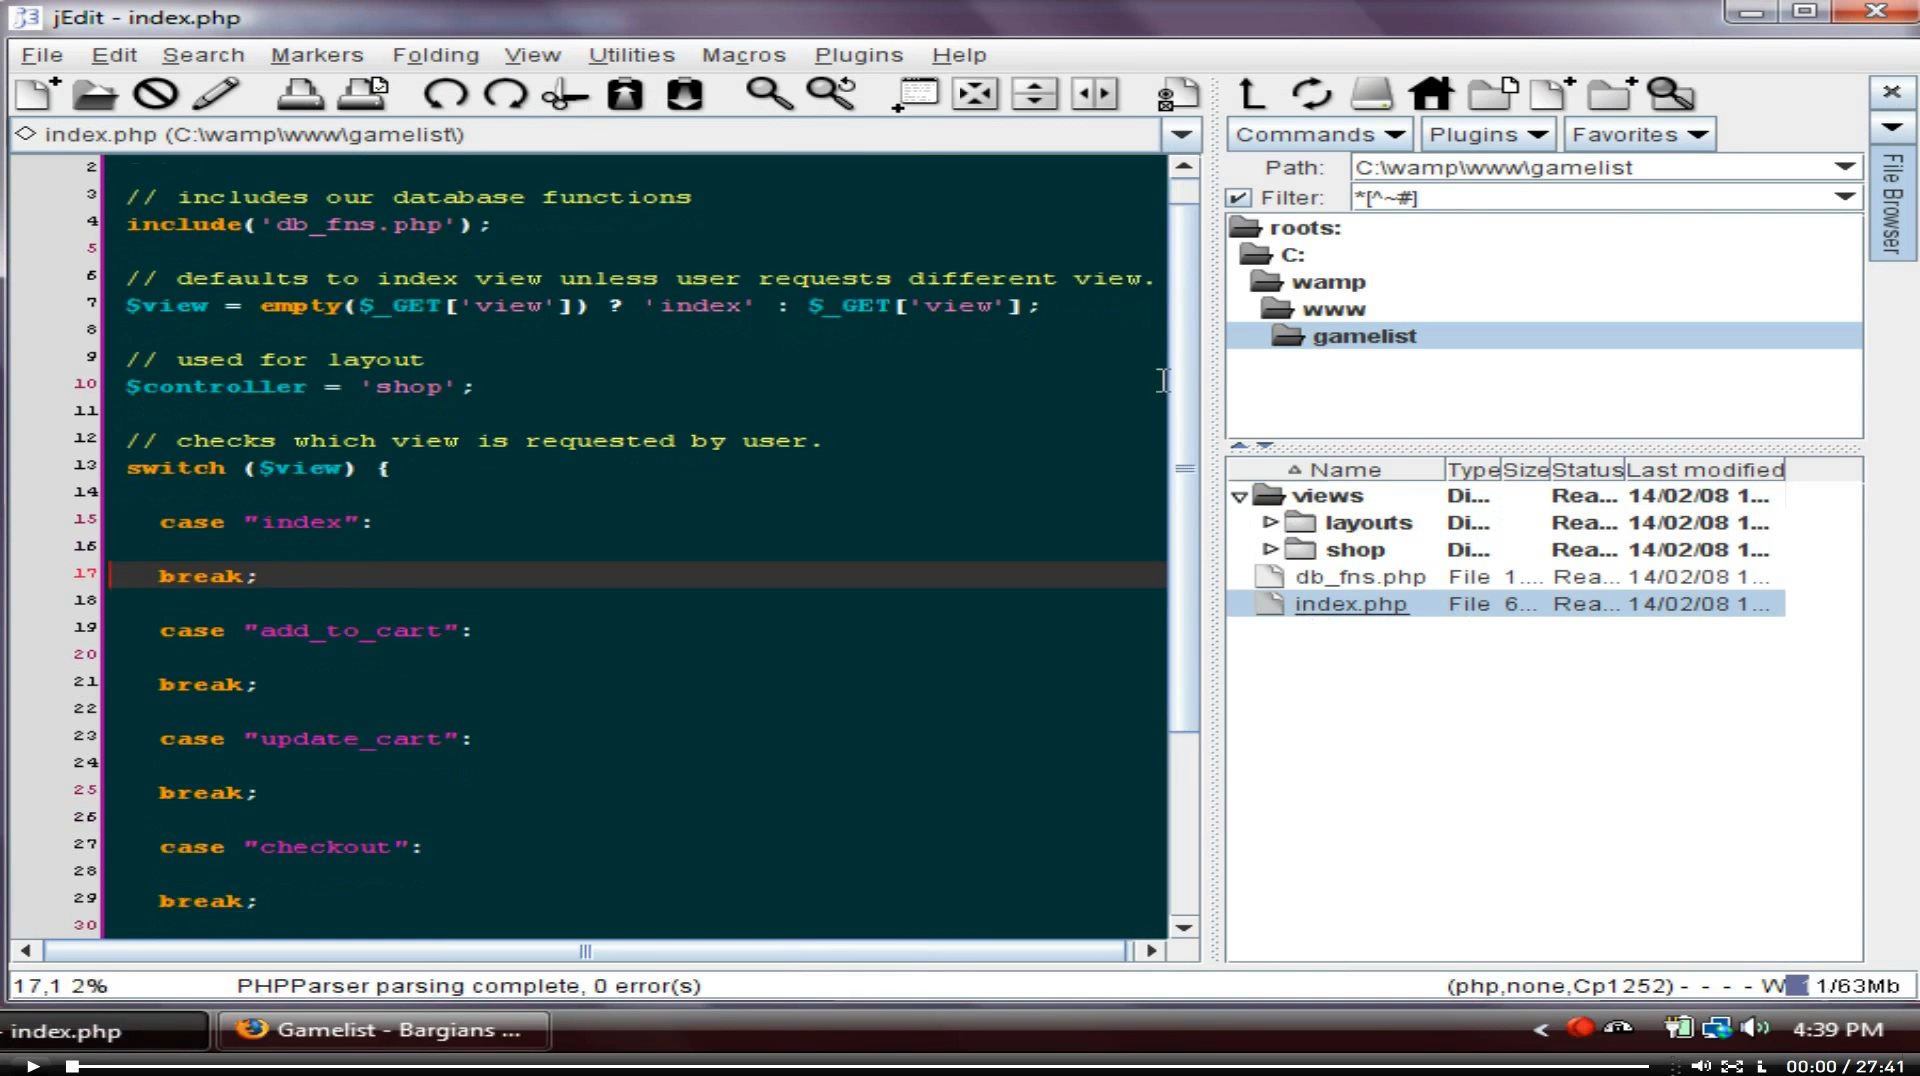 jEdit - index.php
File Edit Search Markers Folding View Utilities Macros Plugins Help
index.php (C:\wamp\www\gamelist\)
2
3 // includes our database functions
4 include('db_fns.php');
5
6 // defaults to index view unless user requests different view.
7 $view = empty($_GET['view']) ? 'index' : $_GET['view'];
8
9 // used for layout
10 $controller = 'shop';
11
12 // checks which view is requested by user.
13 switch ($view) {
14
15 case "index":
16
17 break;
18
19 case "add_to_cart":
20
21 break;
22
23 case "update_cart":
24
25 break;
26
27 case "checkout":
28
29 break;
30
Commands Plugins Favorites
Path: C:\wamp\www\gamelist
Filter: *[^~#]
roots:
C:
wamp
www
gamelist
Name Type Size Status Last modified
views Di... Rea... 14/02/08 1...
layouts Di... Rea... 14/02/08 1...
shop Di... Rea... 14/02/08 1...
db_fns.php File 1.... Rea... 14/02/08 1...
index.php File 6... Rea... 14/02/08 1...
File Browser
17,1 2% PHPParser parsing complete, 0 error(s) (php,none,Cp1252) - - - - W 1/63Mb
- index.php Gamelist - Bargians ... < 4:39 PM
00:00 / 27:41